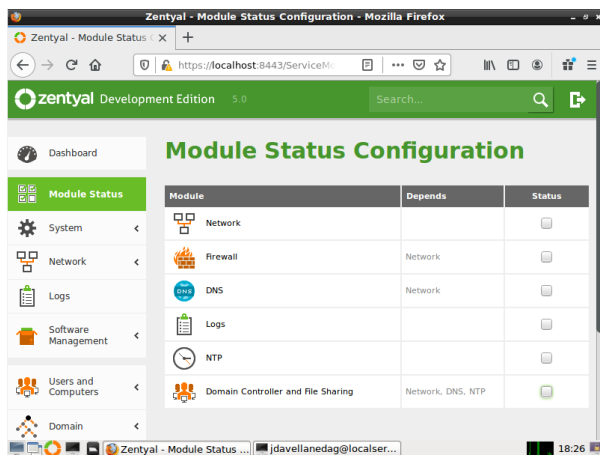 Zentyal - Module Status Configuration - Mozilla Firefox
Zentyal - Module Status
https://localhost:8443/ServiceMo
zentyal Development Edition 5.0
Search...
Dashboard
Module Status
System
Network
Logs
Software Management
Users and Computers
Domain
Module Status Configuration
Module Depends Status
Network
Firewall Network
DNS DNS Network
Logs
NTP
Domain Controller and File Sharing Network, DNS, NTP
Zentyal - Module Status ...
jdavellanedag@localser...
18:26